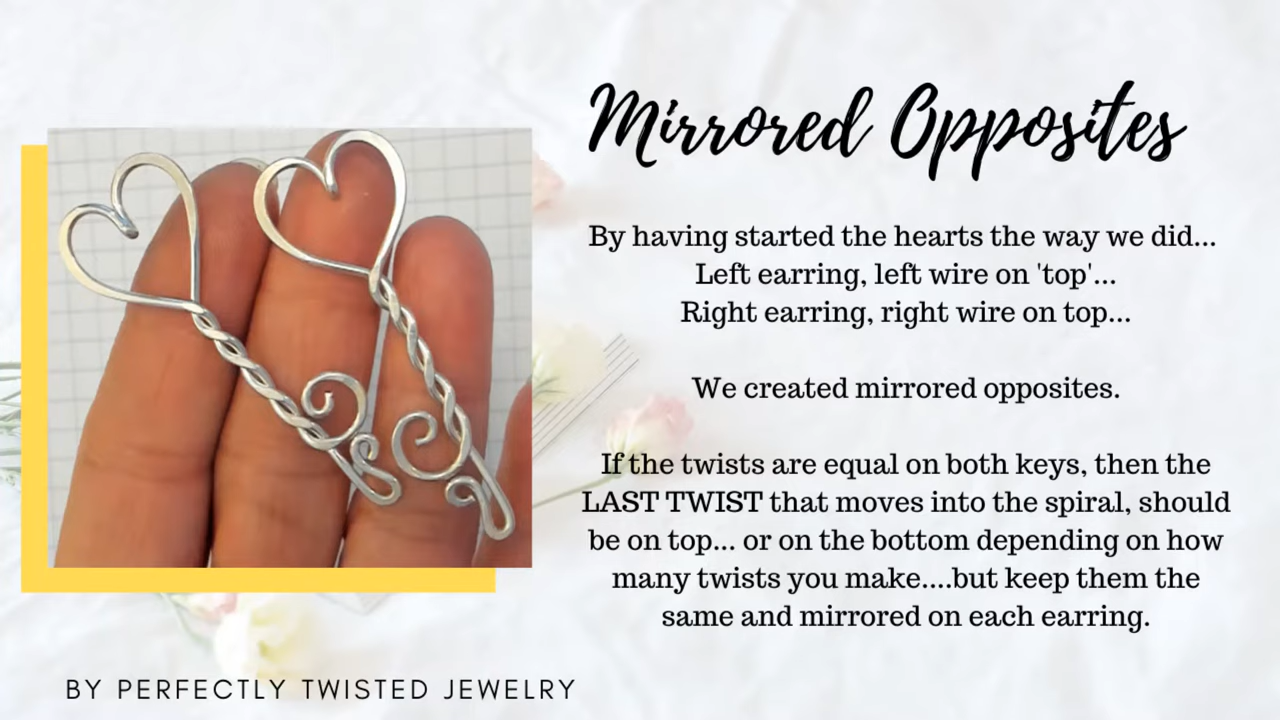 Mirrored Opposites
By having started the hearts the way we did...
Left earring, left wire on 'top'...
Right earring, right wire on top...
We created mirrored opposites.
If the twists are equal on both keys, then the
LAST TWIST that moves into the spiral, should
be on top... or on the bottom depending on how
many twists you make....but keep them the
same and mirrored on each earring.
BY PERFECTLY TWISTED JEWELRY